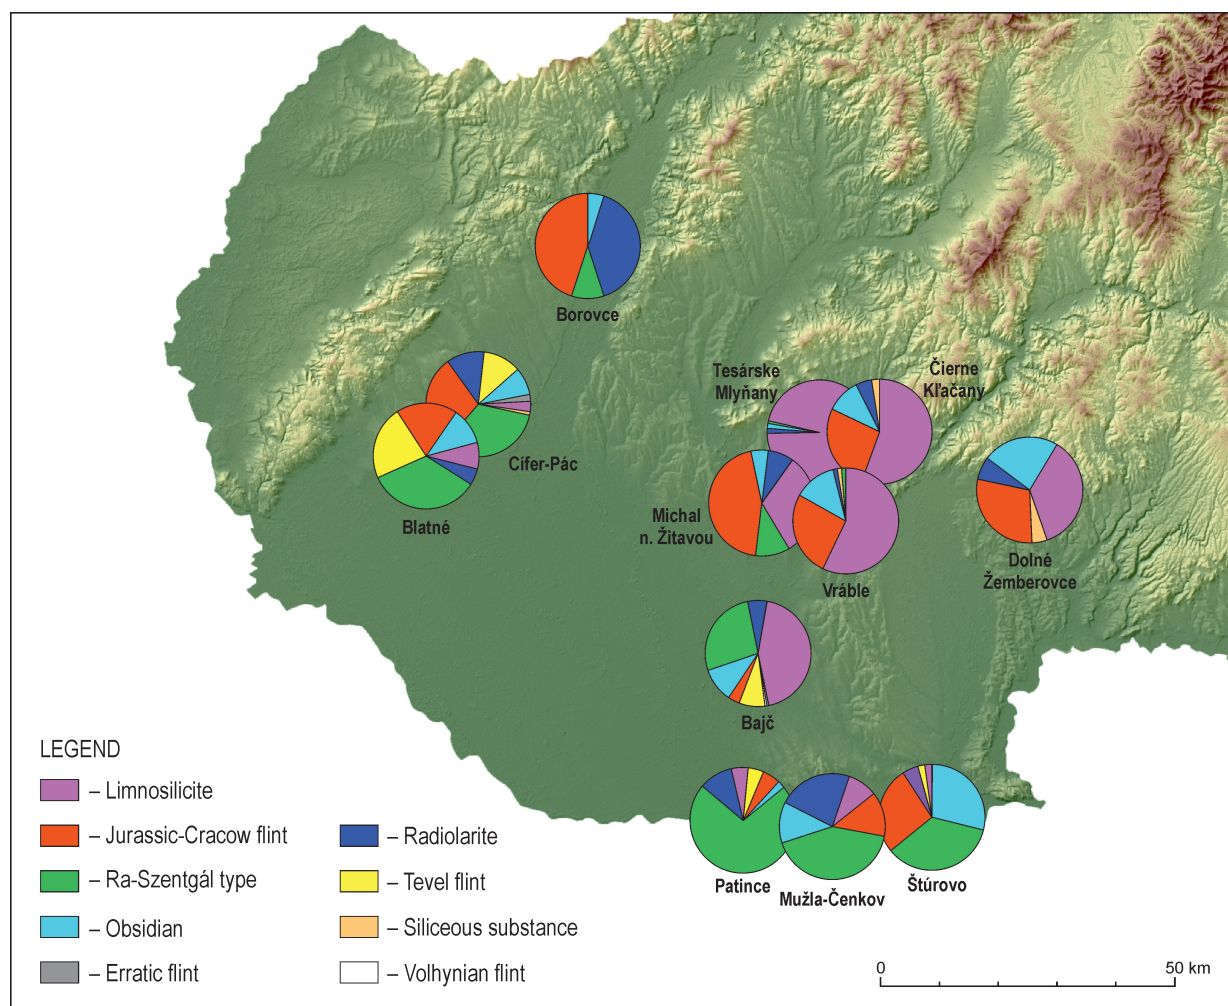 Borovce
Tesárske
Mlyňany
Čierne
Kľačany
Cífer-Pác
Blatné
Michal
n. Žitavou
Vráble
Dolné
Žemberovce
Bajč
Patince
Mužla-Čenkov
Štúrovo
LEGEND
– Limnosilicite
– Jurassic-Cracow flint
– Ra-Szentgál type
– Obsidian
– Erratic flint
– Radiolarite
– Tevel flint
– Siliceous substance
– Volhynian flint
0 50 km